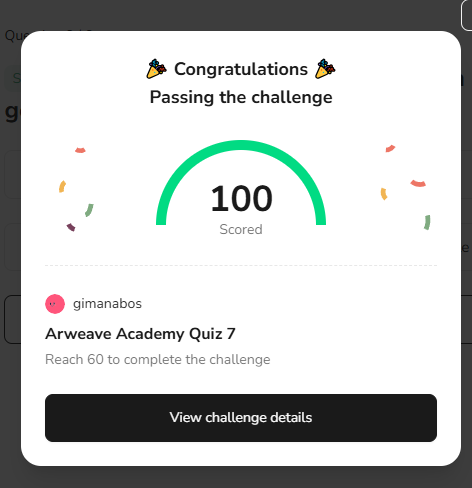 Congratulations
Passing the challenge
100
Scored
gimanabos
Arweave Academy Quiz 7
Reach 60 to complete the challenge
View challenge details